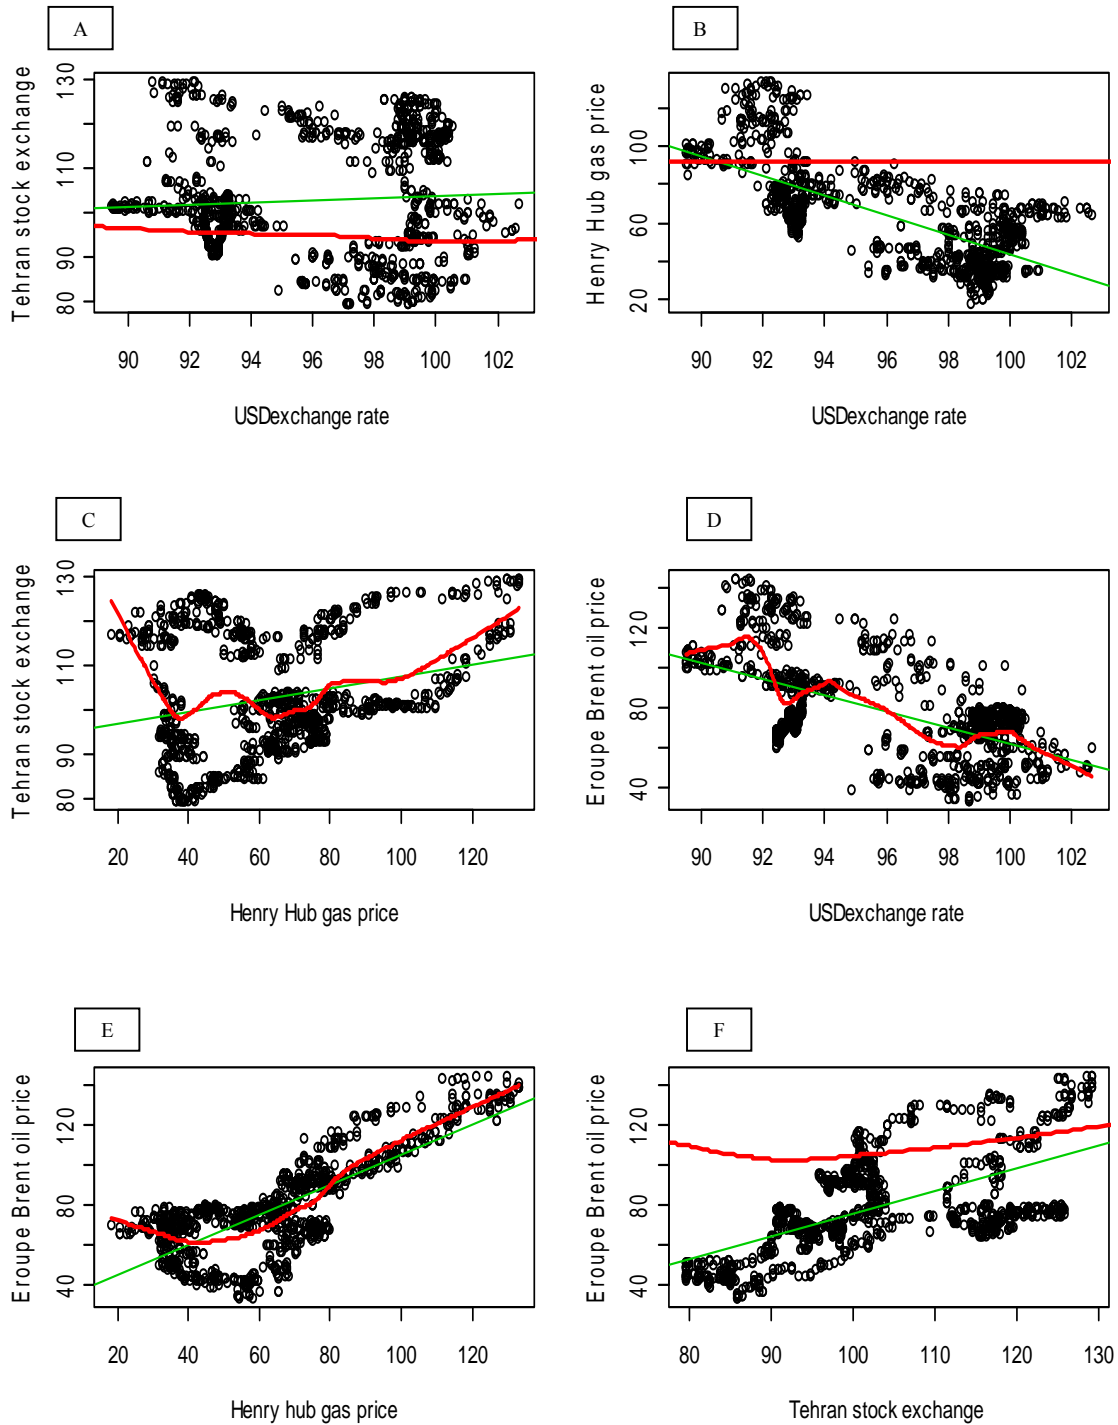 A
Tehran stock exchange
130
110
90
80
90 92 94 96 98 100 102
USDexchange rate
B
Henry Hub gas price
100
60
20
90 92 94 96 98 100 102
USDexchange rate
C
Tehran stock exchange
130
110
90
80
20 40 60 80 100 120
Henry Hub gas price
D
Eroupe Brent oil price
120
80
40
90 92 94 96 98 100 102
USDexchange rate
E
Eroupe Brent oil price
120
80
40
20 40 60 80 100 120
Henry hub gas price
F
Eroupe Brent oil price
120
80
40
80 90 100 110 120 130
Tehran stock exchange